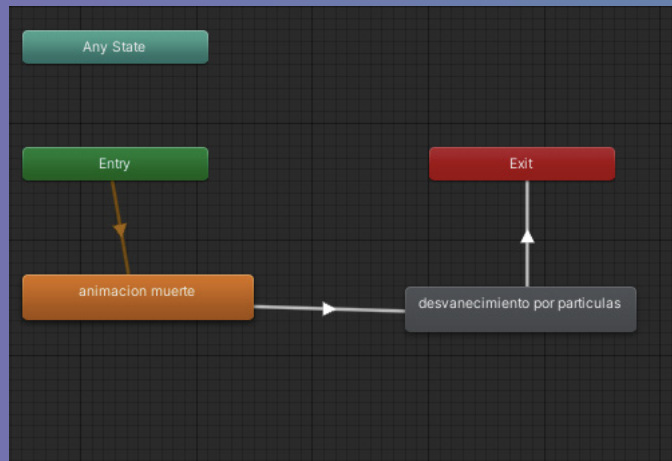 Any State
Entry
Exit
animacion muerte
desvanecimiento por particulas